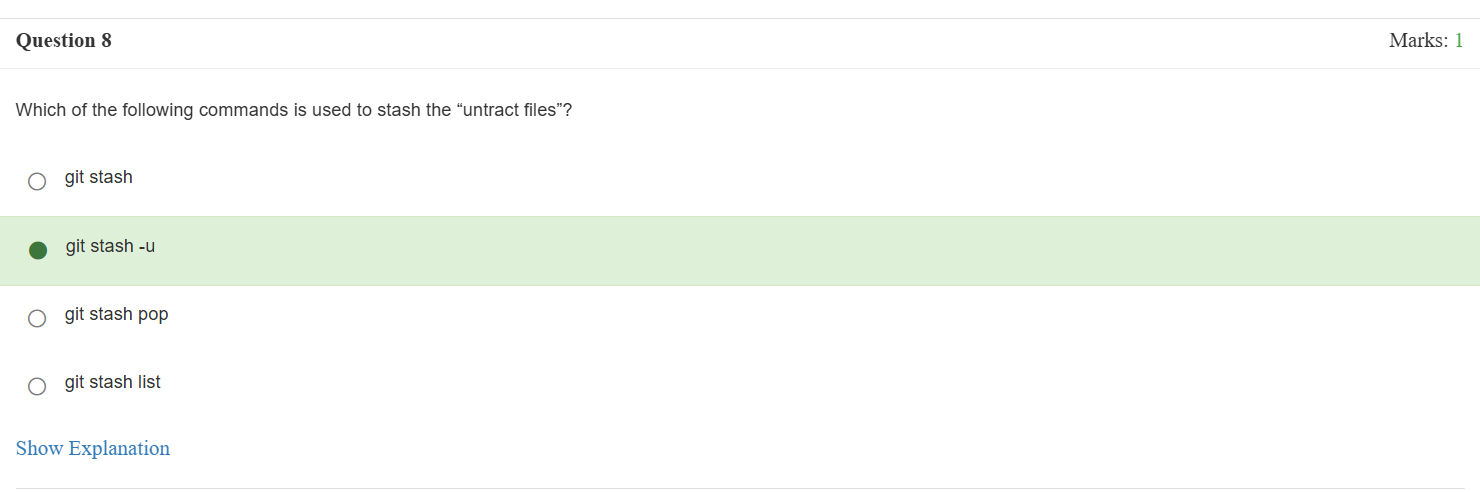 Question 8
Marks: 1
Which of the following commands is used to stash the “untract files”?
git stash
git stash -u
git stash pop
git stash list
Show Explanation